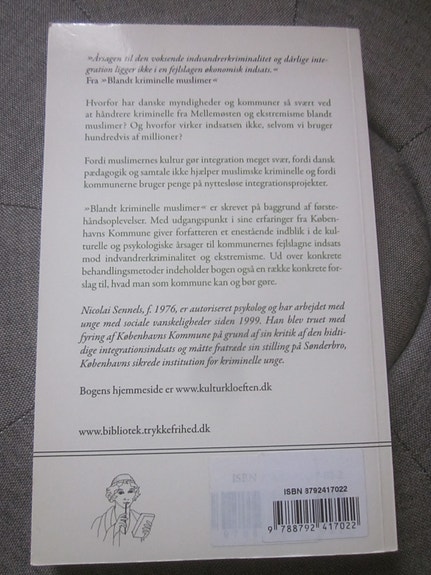 »Årsagen til den voksende indvandrerkriminalitet og dårlige inte-
gration ligger ikke i en fejlslagen økonomisk indsats.«
Fra »Blandt kriminelle muslimer«
Hvorfor har danske myndigheder og kommuner så svært ved
at håndtere kriminelle fra Mellemøsten og ekstremisme blandt
muslimer? Og hvorfor virker indsatsen ikke, selvom vi bruger
hundredvis af millioner?
Fordi muslimernes kultur gør integration meget svær, fordi dansk
pædagogik og samtale ikke hjælper muslimske kriminelle og fordi
kommunerne bruger penge på nyttesløse integrationsprojekter.
»Blandt kriminelle muslimer« er skrevet på baggrund af første-
håndsoplevelser. Med udgangspunkt i sine erfaringer fra Køben-
havns Kommune giver forfatteren et enestående indblik i de kul-
turelle og psykologiske årsager til kommunernes fejlslagne indsats
mod indvandrerkriminalitet og ekstremisme. Ud over konkrete
behandlingsmetoder indeholder bogen også en række konkrete for-
slag til, hvad man som kommune kan og bør gøre.
Nicolai Sennels, f. 1976, er autoriseret psykolog og har arbejdet med
unge med sociale vanskeligheder siden 1999. Han blev truet med
fyring af Københavns Kommune på grund af sin kritik af den hidti-
dige integrationsindsats og måtte fratræde sin stilling på Sønderbro,
Københavns sikrede institution for kriminelle unge.
Bogens hjemmeside er www.kulturkloeften.dk
www.bibliotek.trykkefrihed.dk
ISBN 8792417022
9 788792 417022